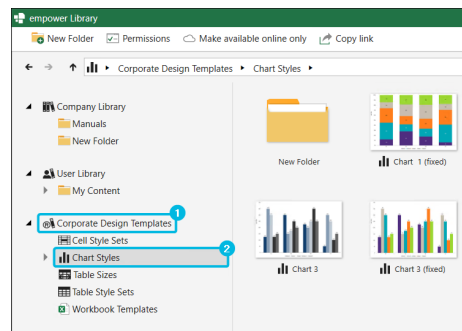 empower Library
New Folder Permissions Make available online only Copy link
Corporate Design Templates Chart Styles
Company Library
Manuals
New Folder
User Library
My Content
1
Corporate Design Templates
Cell Style Sets
2
Chart Styles
Table Sizes
Table Style Sets
Workbook Templates
New Folder
Chart 1 (fixed)
Chart 3
Chart 3 (fixed)